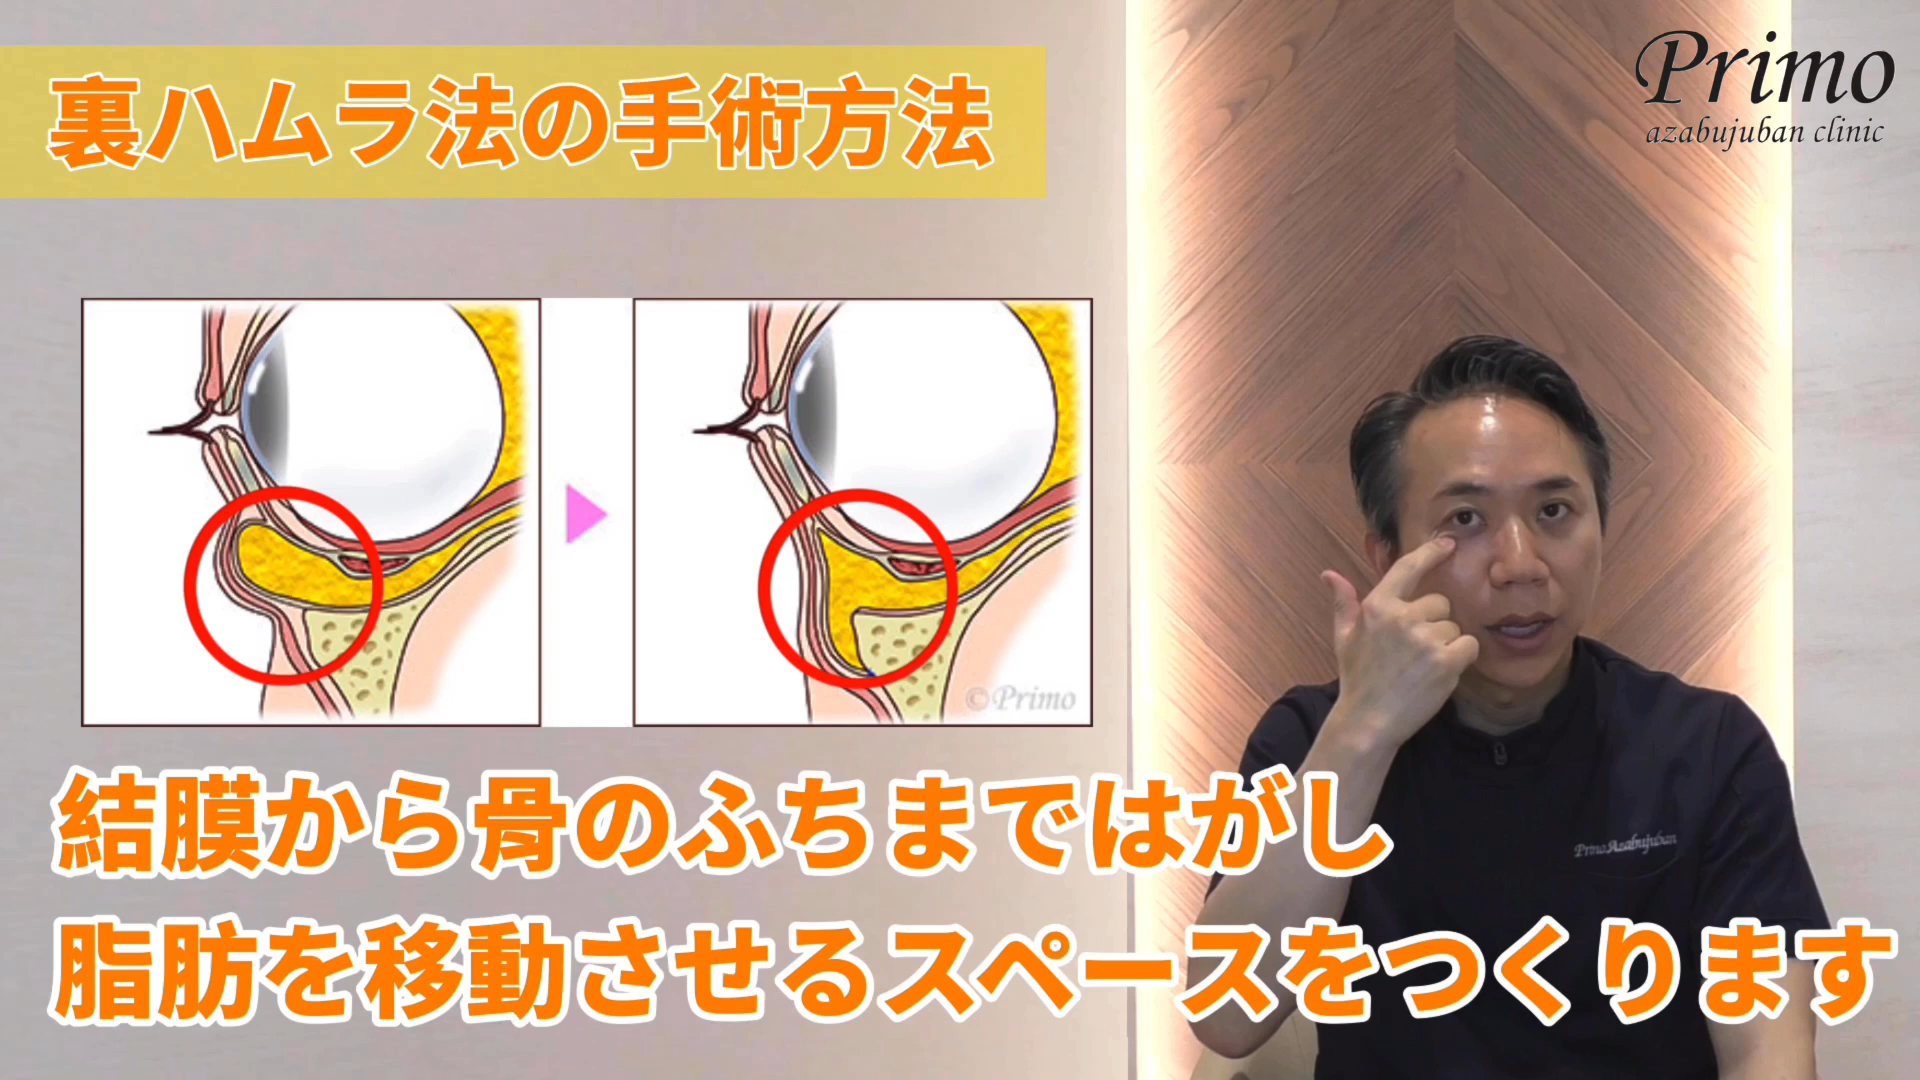 裏ハムラ法の手術方法
Primo
azabujuban clinic
©Primo
結膜から骨のふちまではがし
脂肪を移動させるスペースをつくります
Primo Azabujuban